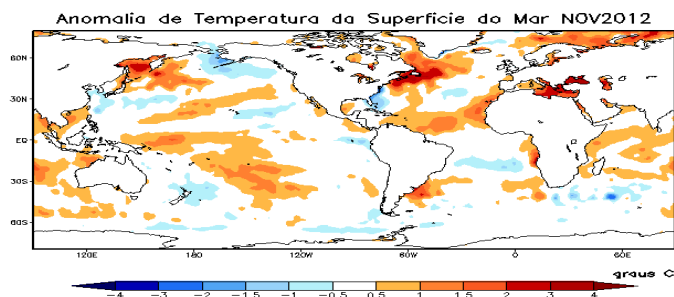 Anomalia de Temperatura da Superficie do Mar NOV2012
60N
30N
EQ
30S
60S
120E 180 120W 60W 0 60E
graus C
-4 -3 -2 -1.5 -1 -0.5 0.5 1 1.5 2 3 4